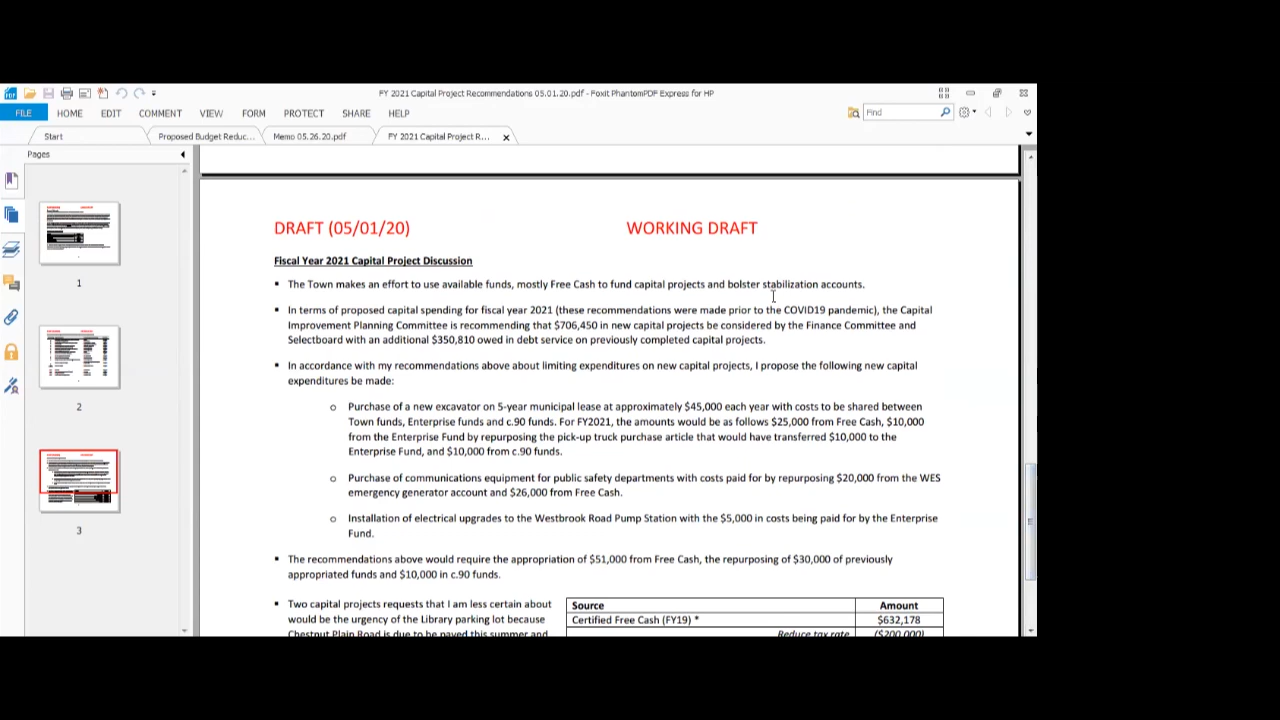 FY 2021 Capital Project Recommendations 05.01.20.pdf - Foxit PhantomPDF Express for HP
FILE HOME EDIT COMMENT VIEW FORM PROTECT SHARE HELP Find
Start Proposed Budget Reduc... Memo 05.26.20.pdf FY 2021 Capital Project R...
Pages
1
2
3
DRAFT (05/01/20) WORKING DRAFT
Fiscal Year 2021 Capital Project Discussion
▪ The Town makes an effort to use available funds, mostly Free Cash to fund capital projects and bolster stabilization accounts.
▪ In terms of proposed capital spending for fiscal year 2021 (these recommendations were made prior to the COVID19 pandemic), the Capital
Improvement Planning Committee is recommending that $706,450 in new capital projects be considered by the Finance Committee and
Selectboard with an additional $350,810 owed in debt service on previously completed capital projects.
▪ In accordance with my recommendations above about limiting expenditures on new capital projects, I propose the following new capital
expenditures be made:
o Purchase of a new excavator on 5-year municipal lease at approximately $45,000 each year with costs to be shared between
Town funds, Enterprise funds and c.90 funds. For FY2021, the amounts would be as follows $25,000 from Free Cash, $10,000
from the Enterprise Fund by repurposing the pick-up truck purchase article that would have transferred $10,000 to the
Enterprise Fund, and $10,000 from c.90 funds.
o Purchase of communications equipment for public safety departments with costs paid for by repurposing $20,000 from the WES
emergency generator account and $26,000 from Free Cash.
o Installation of electrical upgrades to the Westbrook Road Pump Station with the $5,000 in costs being paid for by the Enterprise
Fund.
▪ The recommendations above would require the appropriation of $51,000 from Free Cash, the repurposing of $30,000 of previously
appropriated funds and $10,000 in c.90 funds.
▪ Two capital projects requests that I am less certain about
would be the urgency of the Library parking lot because
Chestnut Plain Road is due to be paved this summer and
Source Amount
Certified Free Cash (FY19) * $632,178
Reduce tax rate ($200,000)